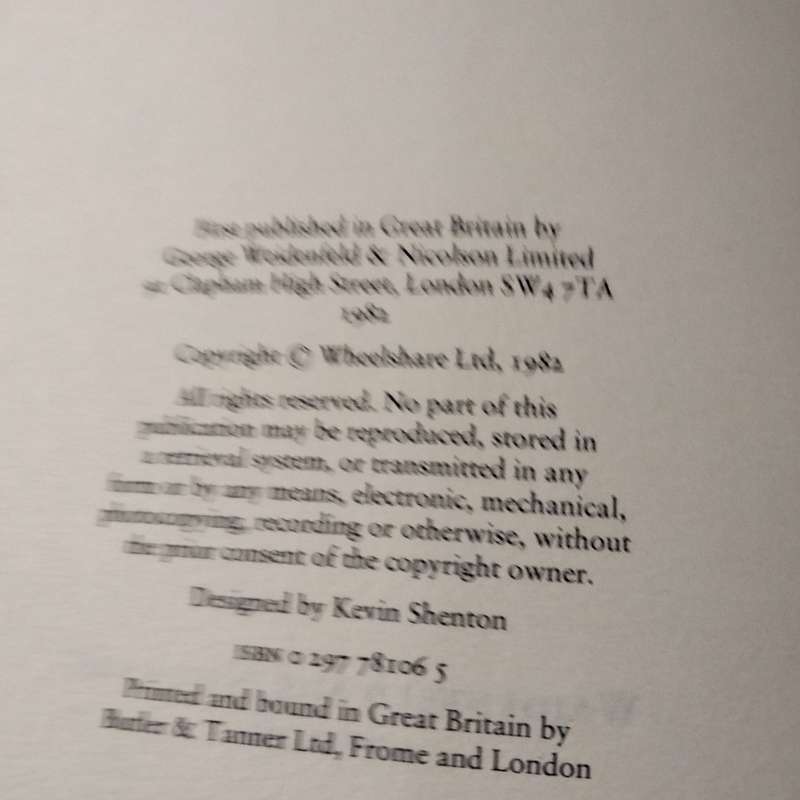 First published in Great Britain by
George Weidenfeld & Nicolson Limited
Clapham High Street, London SW4 7TA
1982
Copyright © Wheelshare Ltd, 1982
All rights reserved. No part of this
publication may be reproduced, stored in
a retrieval system, or transmitted in any
form or by any means, electronic, mechanical,
photocopying, recording or otherwise, without
the prior consent of the copyright owner.
Designed by Kevin Shenton
ISBN 0 297 78106 5
Printed and bound in Great Britain by
Butler & Tanner Ltd, Frome and London